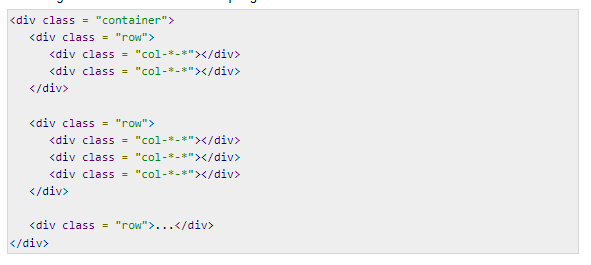 <div class = "container">
   <div class = "row">
      <div class = "col-*-*"></div>
      <div class = "col-*-*"></div>
   </div>

   <div class = "row">
      <div class = "col-*-*"></div>
      <div class = "col-*-*"></div>
      <div class = "col-*-*"></div>
   </div>

   <div class = "row">...</div>
</div>